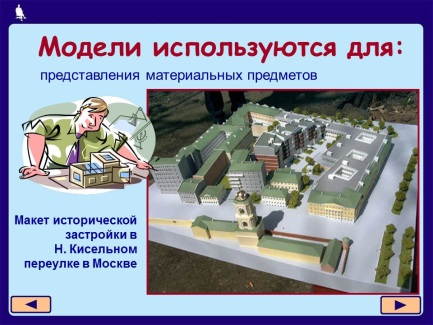 Модели используются для:
представления материальных предметов
Макет исторической
застройки в
Н. Кисельном
переулке в Москве